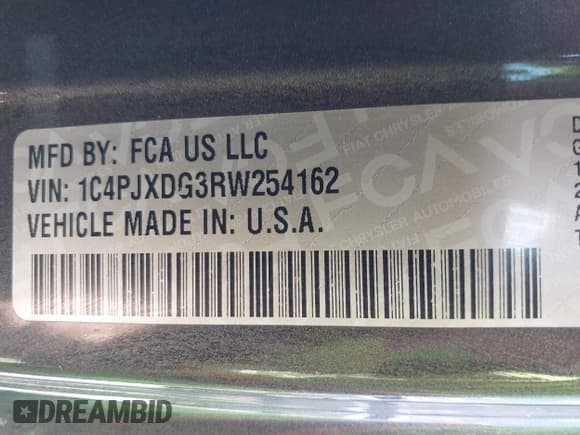 MFD BY: FCA US LLC
VIN: 1C4PJXDG3RW254162
VEHICLE MADE IN: U.S.A.
DREAMBID